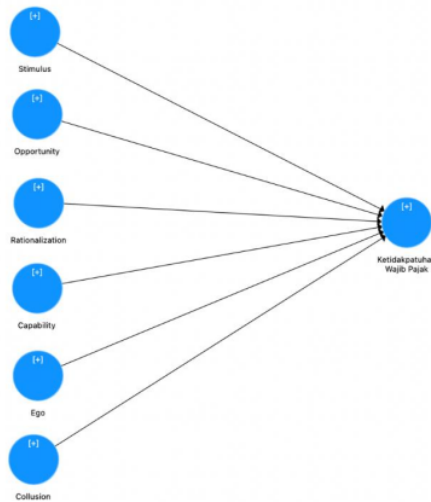 [+]
Stimulus
[+]
Opportunity
[+]
Rationalization
[+]
Capability
[+]
Ego
[+]
Collusion
[+]
Ketidakpatuha
Wajib Pajak